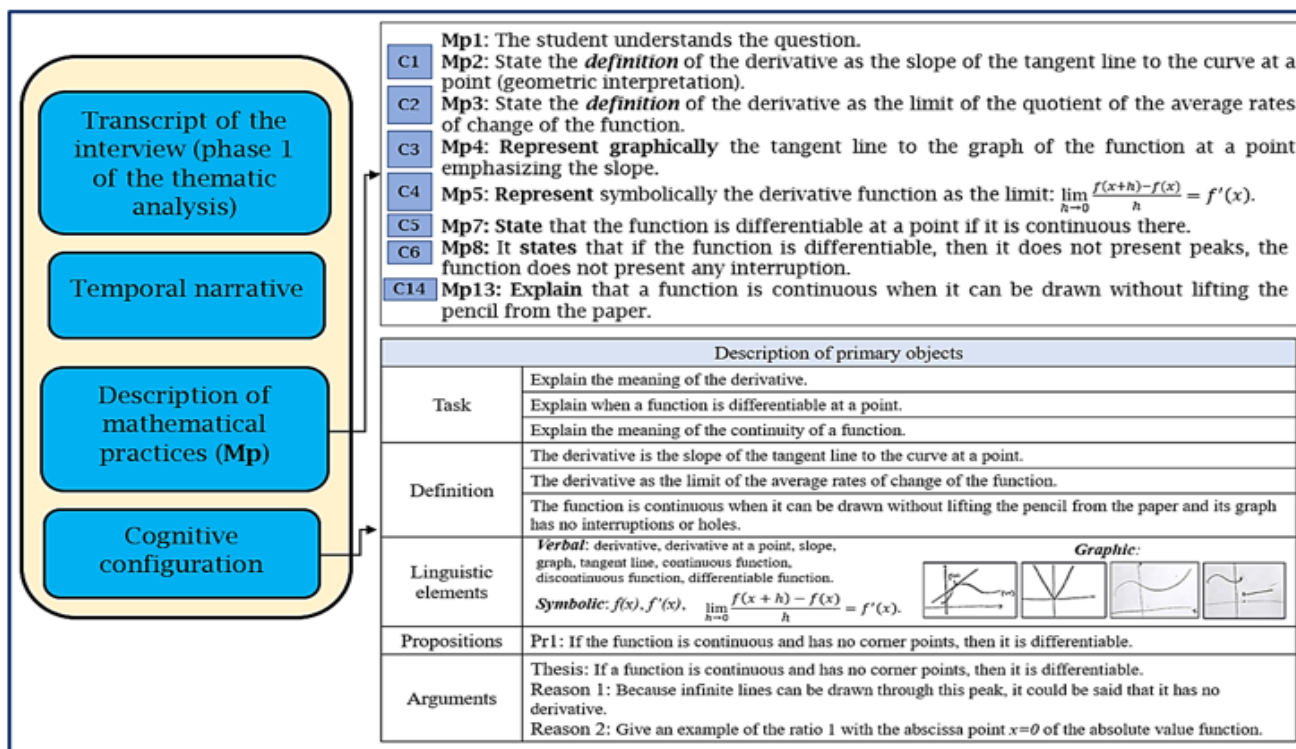 Transcript of the
interview (phase 1
of the thematic
analysis)
Temporal narrative
Description of
mathematical
practices (Mp)
Cognitive
configuration
Mp1: The student understands the question.
C1 Mp2: State the definition of the derivative as the slope of the tangent line to the curve at a
point (geometric interpretation).
C2 Mp3: State the definition of the derivative as the limit of the quotient of the average rates
of change of the function.
C3 Mp4: Represent graphically the tangent line to the graph of the function at a point
emphasizing the slope.
C4 Mp5: Represent symbolically the derivative function as the limit: lim h→0 f(x+h)−f(x)/h = f′(x).
C5 Mp7: State that the function is differentiable at a point if it is continuous there.
C6 Mp8: It states that if the function is differentiable, then it does not present peaks, the
function does not present any interruption.
C14 Mp13: Explain that a function is continuous when it can be drawn without lifting the
pencil from the paper.
Description of primary objects
Task
Explain the meaning of the derivative.
Explain when a function is differentiable at a point.
Explain the meaning of the continuity of a function.
Definition
The derivative is the slope of the tangent line to the curve at a point.
The derivative as the limit of the average rates of change of the function.
The function is continuous when it can be drawn without lifting the pencil from the paper and its graph
has no interruptions or holes.
Linguistic
elements
Verbal: derivative, derivative at a point, slope,
graph, tangent line, continuous function,
discontinuous function, differentiable function.
Symbolic: f(x), f'(x), lim h→0 f(x + h) − f(x)/h = f′(x).
Graphic:
Propositions
Pr1: If the function is continuous and has no corner points, then it is differentiable.
Arguments
Thesis: If a function is continuous and has no corner points, then it is differentiable.
Reason 1: Because infinite lines can be drawn through this peak, it could be said that it has no
derivative.
Reason 2: Give an example of the ratio 1 with the abscissa point x=0 of the absolute value function.